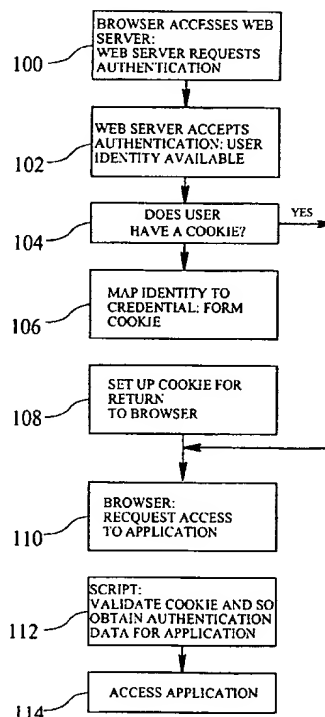 BROWSER ACCESSES WEB
SERVER:
WEB SERVER REQUESTS
AUTHENTICATION
100
WEB SERVER ACCEPTS
AUTHENTICATION: USER
IDENTITY AVAILABLE
102
DOES USER
HAVE A COOKIE?
YES
104
MAP IDENTITY TO
CREDENTIAL: FORM
COOKIE
106
SET UP COOKIE FOR
RETURN
TO BROWSER
108
BROWSER:
RECQUEST ACCESS
TO APPLICATION
110
SCRIPT:
VALIDATE COOKIE AND SO
OBTAIN AUTHENTICATION
DATA FOR APPLICATION
112
ACCESS APPLICATION
114